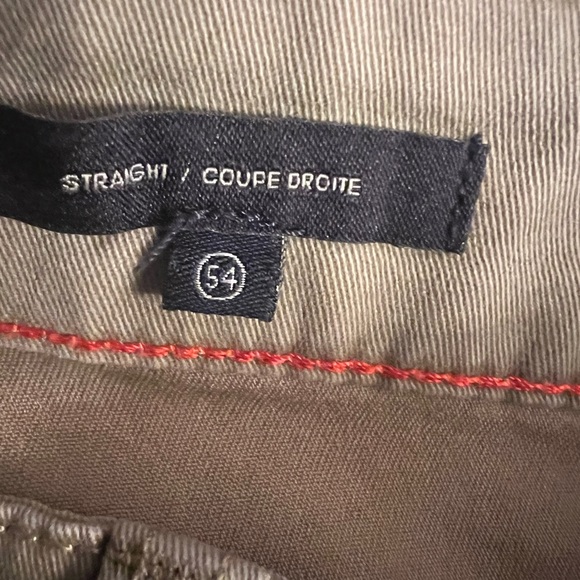 STRAIGHT / COUPE DROITE
54